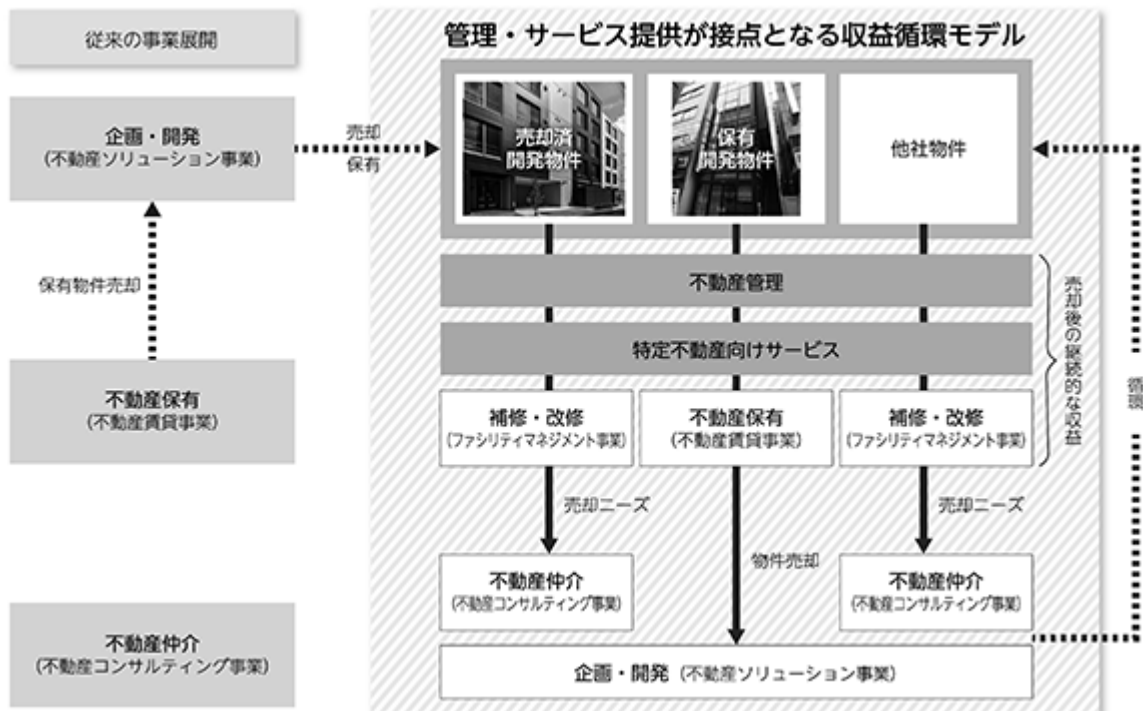 従来の事業展開
企画・開発
(不動産ソリューション事業)
保有物件売却
不動産保有
(不動産賃貸事業)
不動産仲介
(不動産コンサルティング事業)
売却
保有
管理・サービス提供が接点となる収益循環モデル
売却済
開発物件
保有
開発物件
他社物件
不動産管理
特定不動産向けサービス
補修・改修
(ファシリティマネジメント事業)
不動産保有
(不動産賃貸事業)
補修・改修
(ファシリティマネジメント事業)
売却後の継続的な収益
循環
売却ニーズ
物件売却
売却ニーズ
不動産仲介
(不動産コンサルティング事業)
不動産仲介
(不動産コンサルティング事業)
企画・開発 (不動産ソリューション事業)